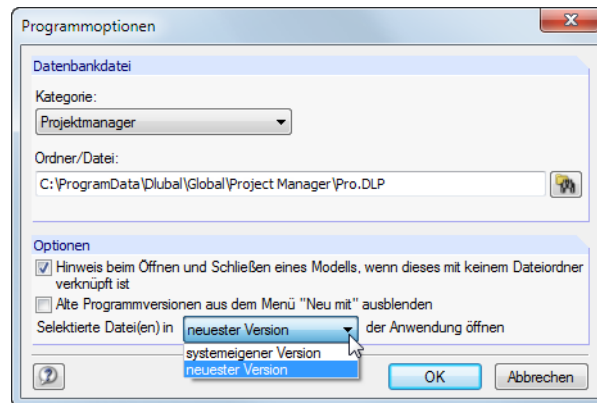 Programmoptionen
Datenbankdatei
Kategorie:
Projektmanager
Ordner/Datei:
C:\ProgramData\Dlubal\Global\Project Manager\Pro.DLP
Optionen
Hinweis beim Öffnen und Schließen eines Modells, wenn dieses mit keinem Dateiordner
verknüpft ist
Alte Programmversionen aus dem Menü "Neu mit" ausblenden
Selektierte Datei(en) in neuester Version der Anwendung öffnen
systemeigener Version
neuester Version
OK Abbrechen